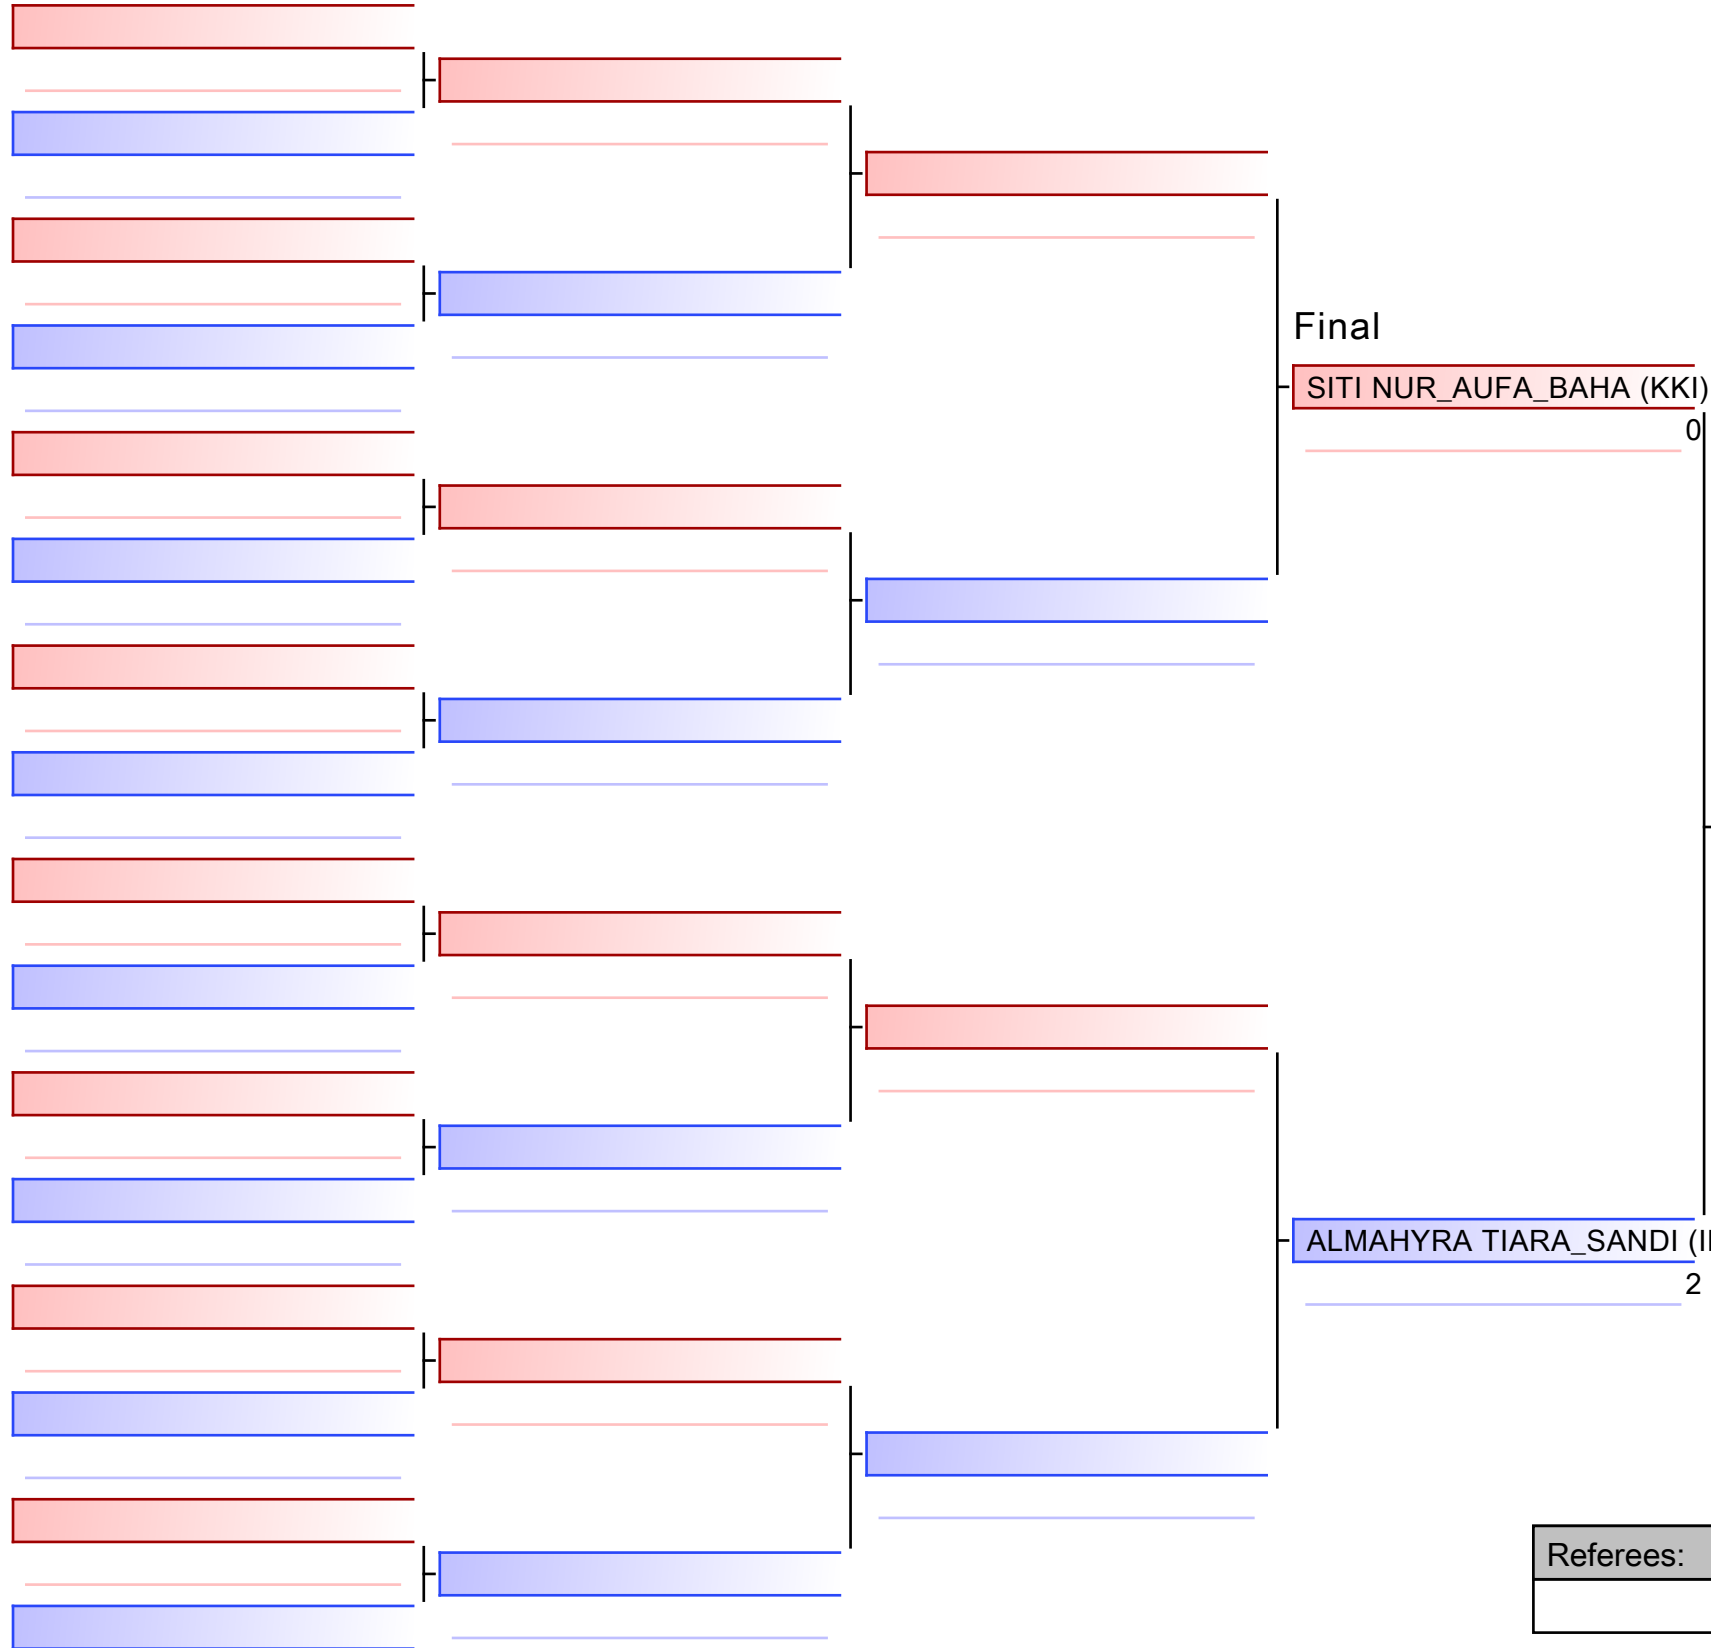 Final
SITI NUR_AUFA_BAHA (KKI)
0
ALMAHYRA TIARA_SANDI
2
Referees: